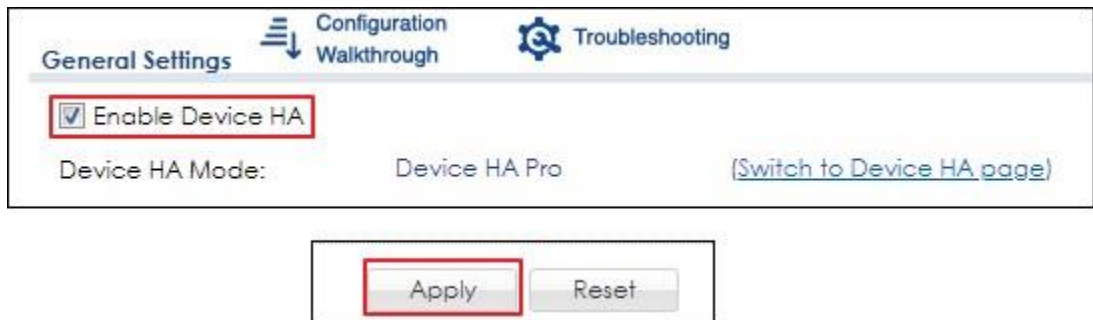 Configuration
Walkthrough
Troubleshooting
General Settings
Enable Device HA
Device HA Mode: Device HA Pro (Switch to Device HA page)
Apply Reset